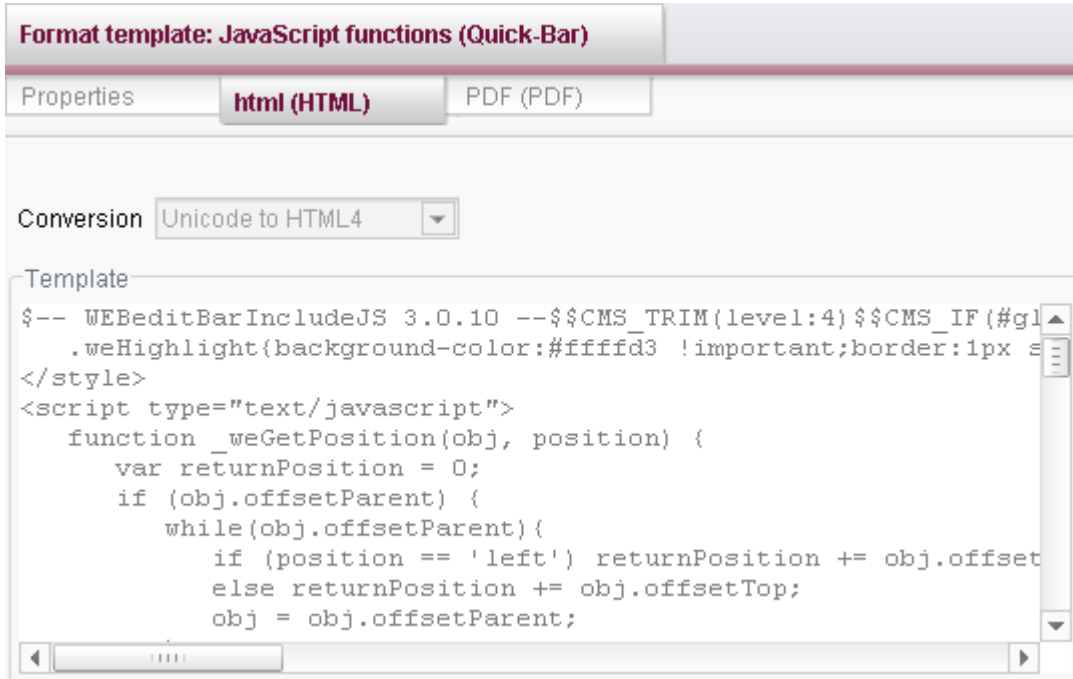 Format template: JavaScript functions (Quick-Bar)
Properties html (HTML) PDF (PDF)
Conversion Unicode to HTML4
Template
$-- WEBeditBarIncludeJS 3.0.10 --$$CMS_TRIM(level:4)$$CMS_IF(#gl
.weHighlight{background-color:#ffffd3 !important;border:1px s
</style>
<script type="text/javascript">
function _weGetPosition(obj, position) {
var returnPosition = 0;
if (obj.offsetParent) {
while(obj.offsetParent){
if (position == 'left') returnPosition += obj.offset
else returnPosition += obj.offsetTop;
obj = obj.offsetParent;